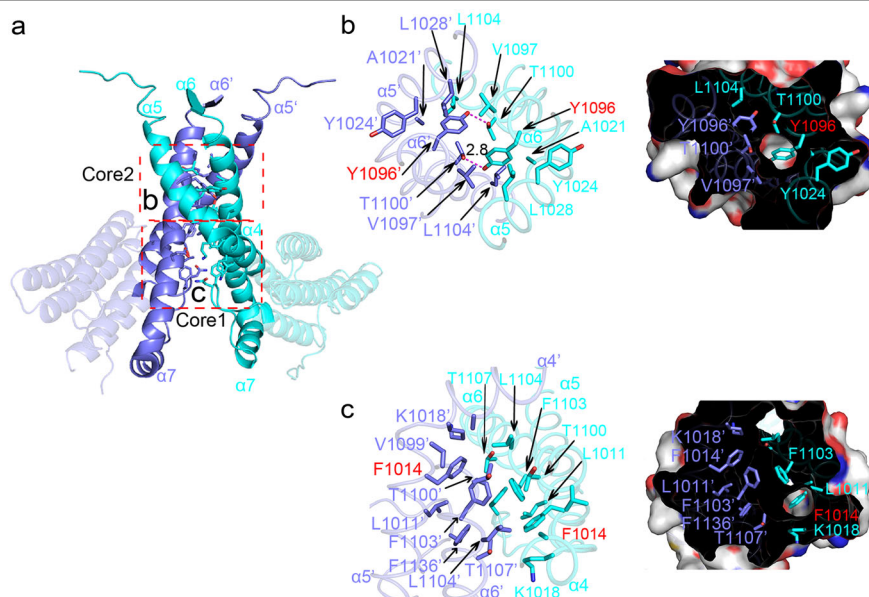 a
α6
α6’
α5
α5‘
Core2
b
α4
c
Core1
α7
α7
b
L1028’
L1104
A1021’
V1097
T1100
α5’
Y1096
Y1024’
α6
A1021
α6’
2.8
Y1096’
Y1024
T1100’
L1028
V1097’
L1104’
α5
L1104
T1100
Y1096’
Y1096
T1100’
V1097’
Y1024
c
α4’
T1107
L1104
α5
α6
F1103
K1018’
T1100
V1099’
L1011
F1014
T1100’
L1011’
F1014
F1103’
F1136’
T1107’
L1104’
α5’
α6’
K1018
α4
K1018’
F1014’
F1103
L1011’
L1011
F1103’
F1014
F1136’
K1018
T1107’